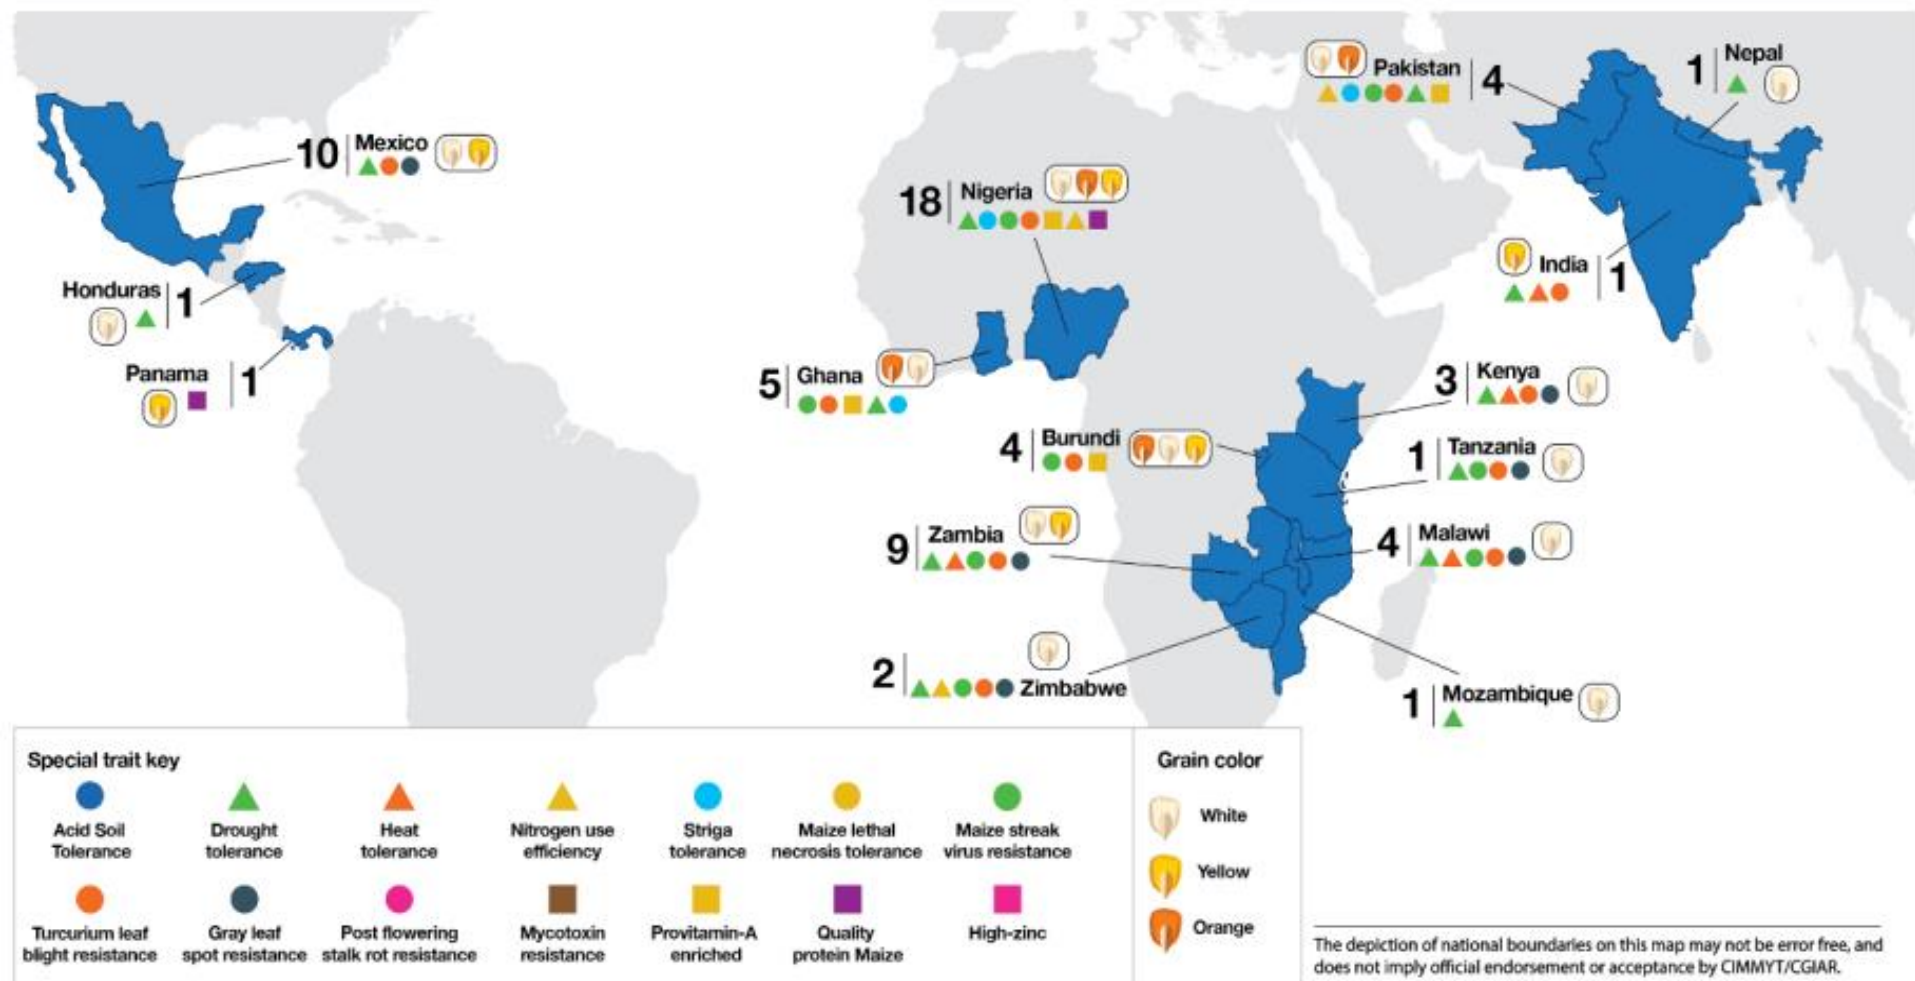 Nepal
1
Pakistan
4
10
Mexico
18
Nigeria
India
1
Honduras
1
Panama
1
5
Ghana
3
Kenya
4
Burundi
1
Tanzania
9
Zambia
4
Malawi
2
Zimbabwe
1
Mozambique
Special trait key
Acid Soil
Tolerance
Drought
tolerance
Heat
tolerance
Nitrogen use
efficiency
Striga
tolerance
Maize lethal
necrosis tolerance
Maize streak
virus resistance
Turcurium leaf
blight resistance
Gray leaf
spot resistance
Post flowering
stalk rot resistance
Mycotoxin
resistance
Provitamin-A
enriched
Quality
protein Maize
High-zinc
Grain color
White
Yellow
Orange
The depiction of national boundaries on this map may not be error free, and
does not imply official endorsement or acceptance by CIMMYT/CGIAR.